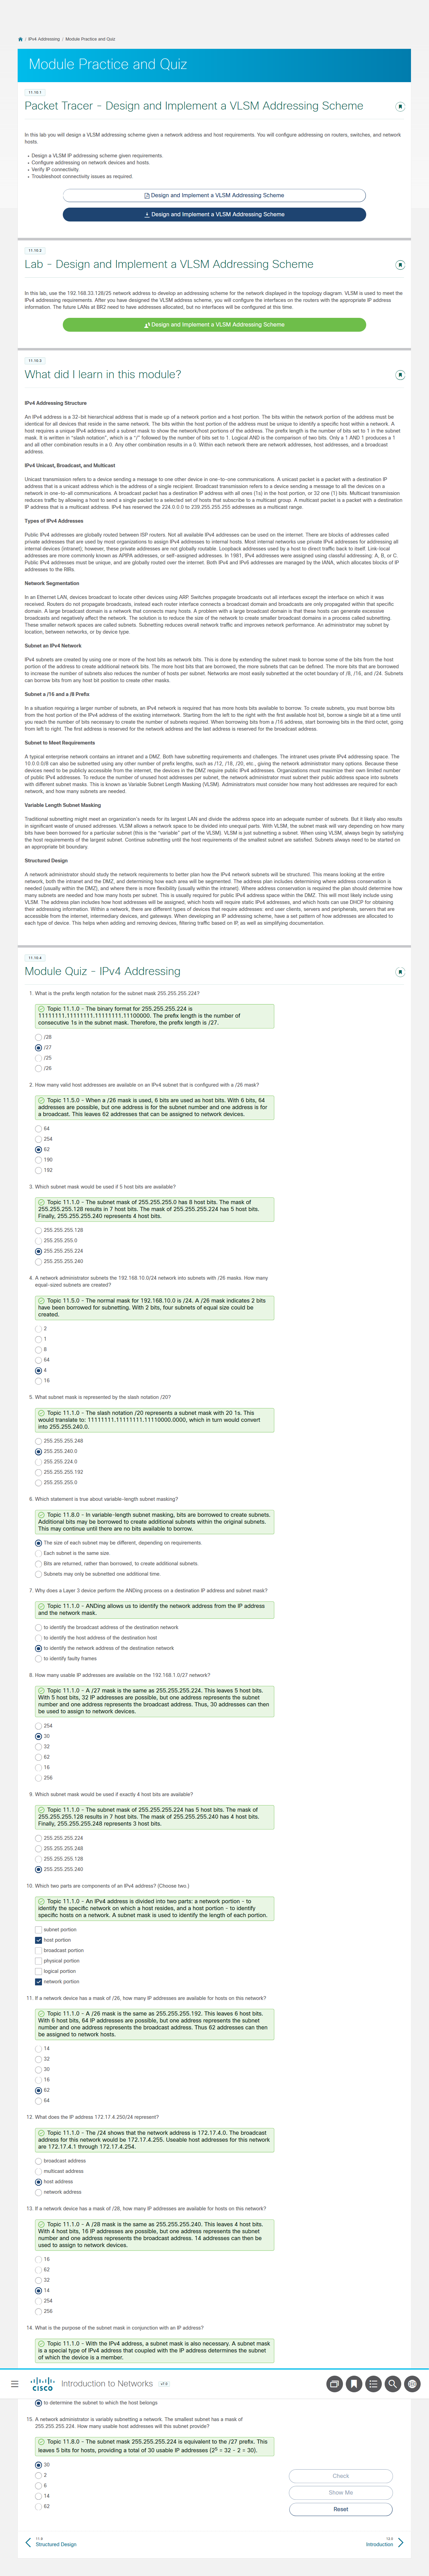 IPv4 Addressing / Module Practice and Quiz
Module Practice and Quiz
11.10.1
Packet Tracer - Design and Implement a VLSM Addressing Scheme
In this lab you will design a VLSM addressing scheme given a network address and host requirements. You will configure addressing on routers, switches, and network
hosts.
• Design a VLSM IP addressing scheme given requirements.
• Configure addressing on network devices and hosts.
• Verify IP connectivity.
• Troubleshoot connectivity issues as required.
Design and Implement a VLSM Addressing Scheme
Design and Implement a VLSM Addressing Scheme
11.10.2
Lab - Design and Implement a VLSM Addressing Scheme
In this lab, use the 192.168.33.128/25 network address to develop an addressing scheme for the network displayed in the topology diagram. VLSM is used to meet the
IPv4 addressing requirements. After you have designed the VLSM address scheme, you will configure the interfaces on the routers with the appropriate IP address
information. The future LANs at BR2 need to have addresses allocated, but no interfaces will be configured at this time.
Design and Implement a VLSM Addressing Scheme
11.10.3
What did I learn in this module?
IPv4 Addressing Structure
An IPv4 address is a 32-bit hierarchical address that is made up of a network portion and a host portion. The bits within the network portion of the address must be
identical for all devices that reside in the same network. The bits within the host portion of the address must be unique to identify a specific host within a network. A
host requires a unique IPv4 address and a subnet mask to show the network/host portions of the address. The prefix length is the number of bits set to 1 in the subnet
mask. It is written in “slash notation”, which is a “/” followed by the number of bits set to 1. Logical AND is the comparison of two bits. Only a 1 AND 1 produces a 1
and all other combination results in a 0. Any other combination results in a 0. Within each network there are network addresses, host addresses, and a broadcast
address.
IPv4 Unicast, Broadcast, and Multicast
Unicast transmission refers to a device sending a message to one other device in one-to-one communications. A unicast packet is a packet with a destination IP
address that is a unicast address which is the address of a single recipient. Broadcast transmission refers to a device sending a message to all the devices on a
network in one-to-all communications. A broadcast packet has a destination IP address with all ones (1s) in the host portion, or 32 one (1) bits. Multicast transmission
reduces traffic by allowing a host to send a single packet to a selected set of hosts that subscribe to a multicast group. A multicast packet is a packet with a destination
IP address that is a multicast address. IPv4 has reserved the 224.0.0.0 to 239.255.255.255 addresses as a multicast range.
Types of IPv4 Addresses
Public IPv4 addresses are globally routed between ISP routers. Not all available IPv4 addresses can be used on the internet. There are blocks of addresses called
private addresses that are used by most organizations to assign IPv4 addresses to internal hosts. Most internal networks use private IPv4 addresses for addressing all
internal devices (intranet), however, these private addresses are not globally routable. Loopback addresses used by a host to direct traffic back to itself. Link-local
addresses are more commonly known as APIPA addresses, or self-assigned addresses. In 1981, IPv4 addresses were assigned using classful addressing: A, B, or C.
Public IPv4 addresses must be unique, and are globally routed over the internet. Both IPv4 and IPv6 addresses are managed by the IANA, which allocates blocks of IP
addresses to the RIRs.
Network Segmentation
In an Ethernet LAN, devices broadcast to locate other devices using ARP. Switches propagate broadcasts out all interfaces except the interface on which it was
received. Routers do not propagate broadcasts, instead each router interface connects a broadcast domain and broadcasts are only propagated within that specific
domain. A large broadcast domain is a network that connects many hosts. A problem with a large broadcast domain is that these hosts can generate excessive
broadcasts and negatively affect the network. The solution is to reduce the size of the network to create smaller broadcast domains in a process called subnetting.
These smaller network spaces are called subnets. Subnetting reduces overall network traffic and improves network performance. An administrator may subnet by
location, between networks, or by device type.
Subnet an IPv4 Network
IPv4 subnets are created by using one or more of the host bits as network bits. This is done by extending the subnet mask to borrow some of the bits from the host
portion of the address to create additional network bits. The more host bits that are borrowed, the more subnets that can be defined. The more bits that are borrowed
to increase the number of subnets also reduces the number of hosts per subnet. Networks are most easily subnetted at the octet boundary of /8, /16, and /24. Subnets
can borrow bits from any host bit position to create other masks.
Subnet a /16 and a /8 Prefix
In a situation requiring a larger number of subnets, an IPv4 network is required that has more hosts bits available to borrow. To create subnets, you must borrow bits
from the host portion of the IPv4 address of the existing internetwork. Starting from the left to the right with the first available host bit, borrow a single bit at a time until
you reach the number of bits necessary to create the number of subnets required. When borrowing bits from a /16 address, start borrowing bits in the third octet, going
from left to right. The first address is reserved for the network address and the last address is reserved for the broadcast address.
Subnet to Meet Requirements
A typical enterprise network contains an intranet and a DMZ. Both have subnetting requirements and challenges. The intranet uses private IPv4 addressing space. The
10.0.0.0/8 can also be subnetted using any other number of prefix lengths, such as /12, /18, /20, etc., giving the network administrator many options. Because these
devices need to be publicly accessible from the internet, the devices in the DMZ require public IPv4 addresses. Organizations must maximize their own limited number
of public IPv4 addresses. To reduce the number of unused host addresses per subnet, the network administrator must subnet their public address space into subnets
with different subnet masks. This is known as Variable Subnet Length Masking (VLSM). Administrators must consider how many host addresses are required for each
network, and how many subnets are needed.
Variable Length Subnet Masking
Traditional subnetting might meet an organization’s needs for its largest LAN and divide the address space into an adequate number of subnets. But it likely also results
in significant waste of unused addresses. VLSM allows a network space to be divided into unequal parts. With VLSM, the subnet mask will vary depending on how many
bits have been borrowed for a particular subnet (this is the “variable” part of the VLSM). VLSM is just subnetting a subnet. When using VLSM, always begin by satisfying
the host requirements of the largest subnet. Continue subnetting until the host requirements of the smallest subnet are satisfied. Subnets always need to be started on
an appropriate bit boundary.
Structured Design
A network administrator should study the network requirements to better plan how the IPv4 network subnets will be structured. This means looking at the entire
network, both the intranet and the DMZ, and determining how each area will be segmented. The address plan includes determining where address conservation is
needed (usually within the DMZ), and where there is more flexibility (usually within the intranet). Where address conservation is required the plan should determine how
many subnets are needed and how many hosts per subnet. This is usually required for public IPv4 address space within the DMZ. This will most likely include using
VLSM. The address plan includes how host addresses will be assigned, which hosts will require static IPv4 addresses, and which hosts can use DHCP for obtaining
their addressing information. Within a network, there are different types of devices that require addresses: end user clients, servers and peripherals, servers that are
accessible from the internet, intermediary devices, and gateways. When developing an IP addressing scheme, have a set pattern of how addresses are allocated to
each type of device. This helps when adding and removing devices, filtering traffic based on IP, as well as simplifying documentation.
11.10.4
Module Quiz - IPv4 Addressing
1. What is the prefix length notation for the subnet mask 255.255.255.224?
Topic 11.1.0 - The binary format for 255.255.255.224 is
11111111.11111111.11111111.11100000. The prefix length is the number of
consecutive 1s in the subnet mask. Therefore, the prefix length is /27.
/28
/27
/25
/26
2. How many valid host addresses are available on an IPv4 subnet that is configured with a /26 mask?
Topic 11.5.0 - When a /26 mask is used, 6 bits are used as host bits. With 6 bits, 64
addresses are possible, but one address is for the subnet number and one address is for
a broadcast. This leaves 62 addresses that can be assigned to network devices.
64
254
62
190
192
3. Which subnet mask would be used if 5 host bits are available?
Topic 11.1.0 - The subnet mask of 255.255.255.0 has 8 host bits. The mask of
255.255.255.128 results in 7 host bits. The mask of 255.255.255.224 has 5 host bits.
Finally, 255.255.255.240 represents 4 host bits.
255.255.255.128
255.255.255.0
255.255.255.224
255.255.255.240
4. A network administrator subnets the 192.168.10.0/24 network into subnets with /26 masks. How many
equal-sized subnets are created?
Topic 11.5.0 - The normal mask for 192.168.10.0 is /24. A /26 mask indicates 2 bits
have been borrowed for subnetting. With 2 bits, four subnets of equal size could be
created.
2
1
8
64
4
16
5. What subnet mask is represented by the slash notation /20?
Topic 11.1.0 - The slash notation /20 represents a subnet mask with 20 1s. This
would translate to: 11111111.11111111.11110000.0000, which in turn would convert
into 255.255.240.0.
255.255.255.248
255.255.240.0
255.255.224.0
255.255.255.192
255.255.255.0
6. Which statement is true about variable-length subnet masking?
Topic 11.8.0 - In variable-length subnet masking, bits are borrowed to create subnets.
Additional bits may be borrowed to create additional subnets within the original subnets.
This may continue until there are no bits available to borrow.
The size of each subnet may be different, depending on requirements.
Each subnet is the same size.
Bits are returned, rather than borrowed, to create additional subnets.
Subnets may only be subnetted one additional time.
7. Why does a Layer 3 device perform the ANDing process on a destination IP address and subnet mask?
Topic 11.1.0 - ANDing allows us to identify the network address from the IP address
and the network mask.
to identify the broadcast address of the destination network
to identify the host address of the destination host
to identify the network address of the destination network
to identify faulty frames
8. How many usable IP addresses are available on the 192.168.1.0/27 network?
Topic 11.1.0 - A /27 mask is the same as 255.255.255.224. This leaves 5 host bits.
With 5 host bits, 32 IP addresses are possible, but one address represents the subnet
number and one address represents the broadcast address. Thus, 30 addresses can then
be used to assign to network devices.
254
30
32
62
16
256
9. Which subnet mask would be used if exactly 4 host bits are available?
Topic 11.1.0 - The subnet mask of 255.255.255.224 has 5 host bits. The mask of
255.255.255.128 results in 7 host bits. The mask of 255.255.255.240 has 4 host bits.
Finally, 255.255.255.248 represents 3 host bits.
255.255.255.224
255.255.255.248
255.255.255.128
255.255.255.240
10. Which two parts are components of an IPv4 address? (Choose two.)
Topic 11.1.0 - An IPv4 address is divided into two parts: a network portion - to
identify the specific network on which a host resides, and a host portion - to identify
specific hosts on a network. A subnet mask is used to identify the length of each portion.
subnet portion
host portion
broadcast portion
physical portion
logical portion
network portion
11. If a network device has a mask of /26, how many IP addresses are available for hosts on this network?
Topic 11.1.0 - A /26 mask is the same as 255.255.255.192. This leaves 6 host bits.
With 6 host bits, 64 IP addresses are possible, but one address represents the subnet
number and one address represents the broadcast address. Thus 62 addresses can then
be assigned to network hosts.
14
32
30
16
62
64
12. What does the IP address 172.17.4.250/24 represent?
Topic 11.1.0 - The /24 shows that the network address is 172.17.4.0. The broadcast
address for this network would be 172.17.4.255. Useable host addresses for this network
are 172.17.4.1 through 172.17.4.254.
broadcast address
multicast address
host address
network address
13. If a network device has a mask of /28, how many IP addresses are available for hosts on this network?
Topic 11.1.0 - A /28 mask is the same as 255.255.255.240. This leaves 4 host bits.
With 4 host bits, 16 IP addresses are possible, but one address represents the subnet
number and one address represents the broadcast address. 14 addresses can then be
used to assign to network devices.
16
62
32
14
254
256
14. What is the purpose of the subnet mask in conjunction with an IP address?
Topic 11.1.0 - With the IPv4 address, a subnet mask is also necessary. A subnet mask
is a special type of IPv4 address that coupled with the IP address determines the subnet
of which the device is a member.
CISCO
Introduction to Networks v7.0
to determine the subnet to which the host belongs
15. A network administrator is variably subnetting a network. The smallest subnet has a mask of
255.255.255.224. How many usable host addresses will this subnet provide?
Topic 11.8.0 - The subnet mask 255.255.255.224 is equivalent to the /27 prefix. This
leaves 5 bits for hosts, providing a total of 30 usable IP addresses (2⁵ = 32 - 2 = 30).
30
2
6
14
62
Check
Show Me
Reset
11.9
Structured Design
12.0
Introduction